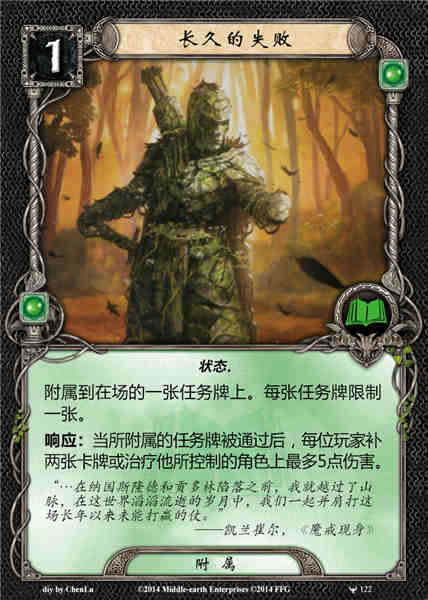 长久的失败
1
状态.
附属到在场的一张任务牌上。每张任务牌限制
一张。
响应：当所附属的任务牌被通过后，每位玩家补
两张卡牌或治疗他所控制的角色上最多5点伤害。
“…在纳国斯隆德和贡多林陷落之前，我就越过了山
脉，在这世界滔滔流逝的岁月中，我们一起并肩打这
场长年以来未能打赢的仗。”
——凯兰崔尔，《魔戒现身》
附 属
diy by ChenLu
©2014 Middle-earth Enterprises ©2014 FFG
122